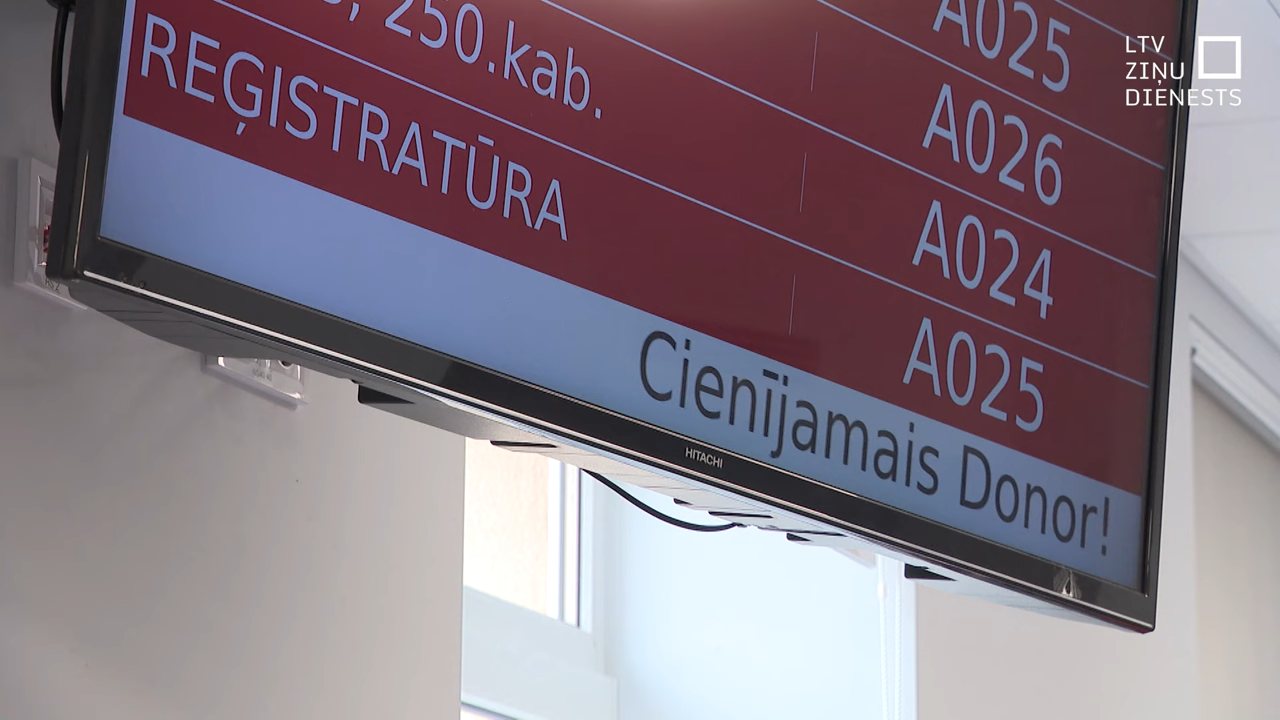 A025
250.kab.
A026
A024
REĢISTRATŪRA
A025
Cienījamais Donor!
HITACHI
LTV
ZIŅU
DIENESTS